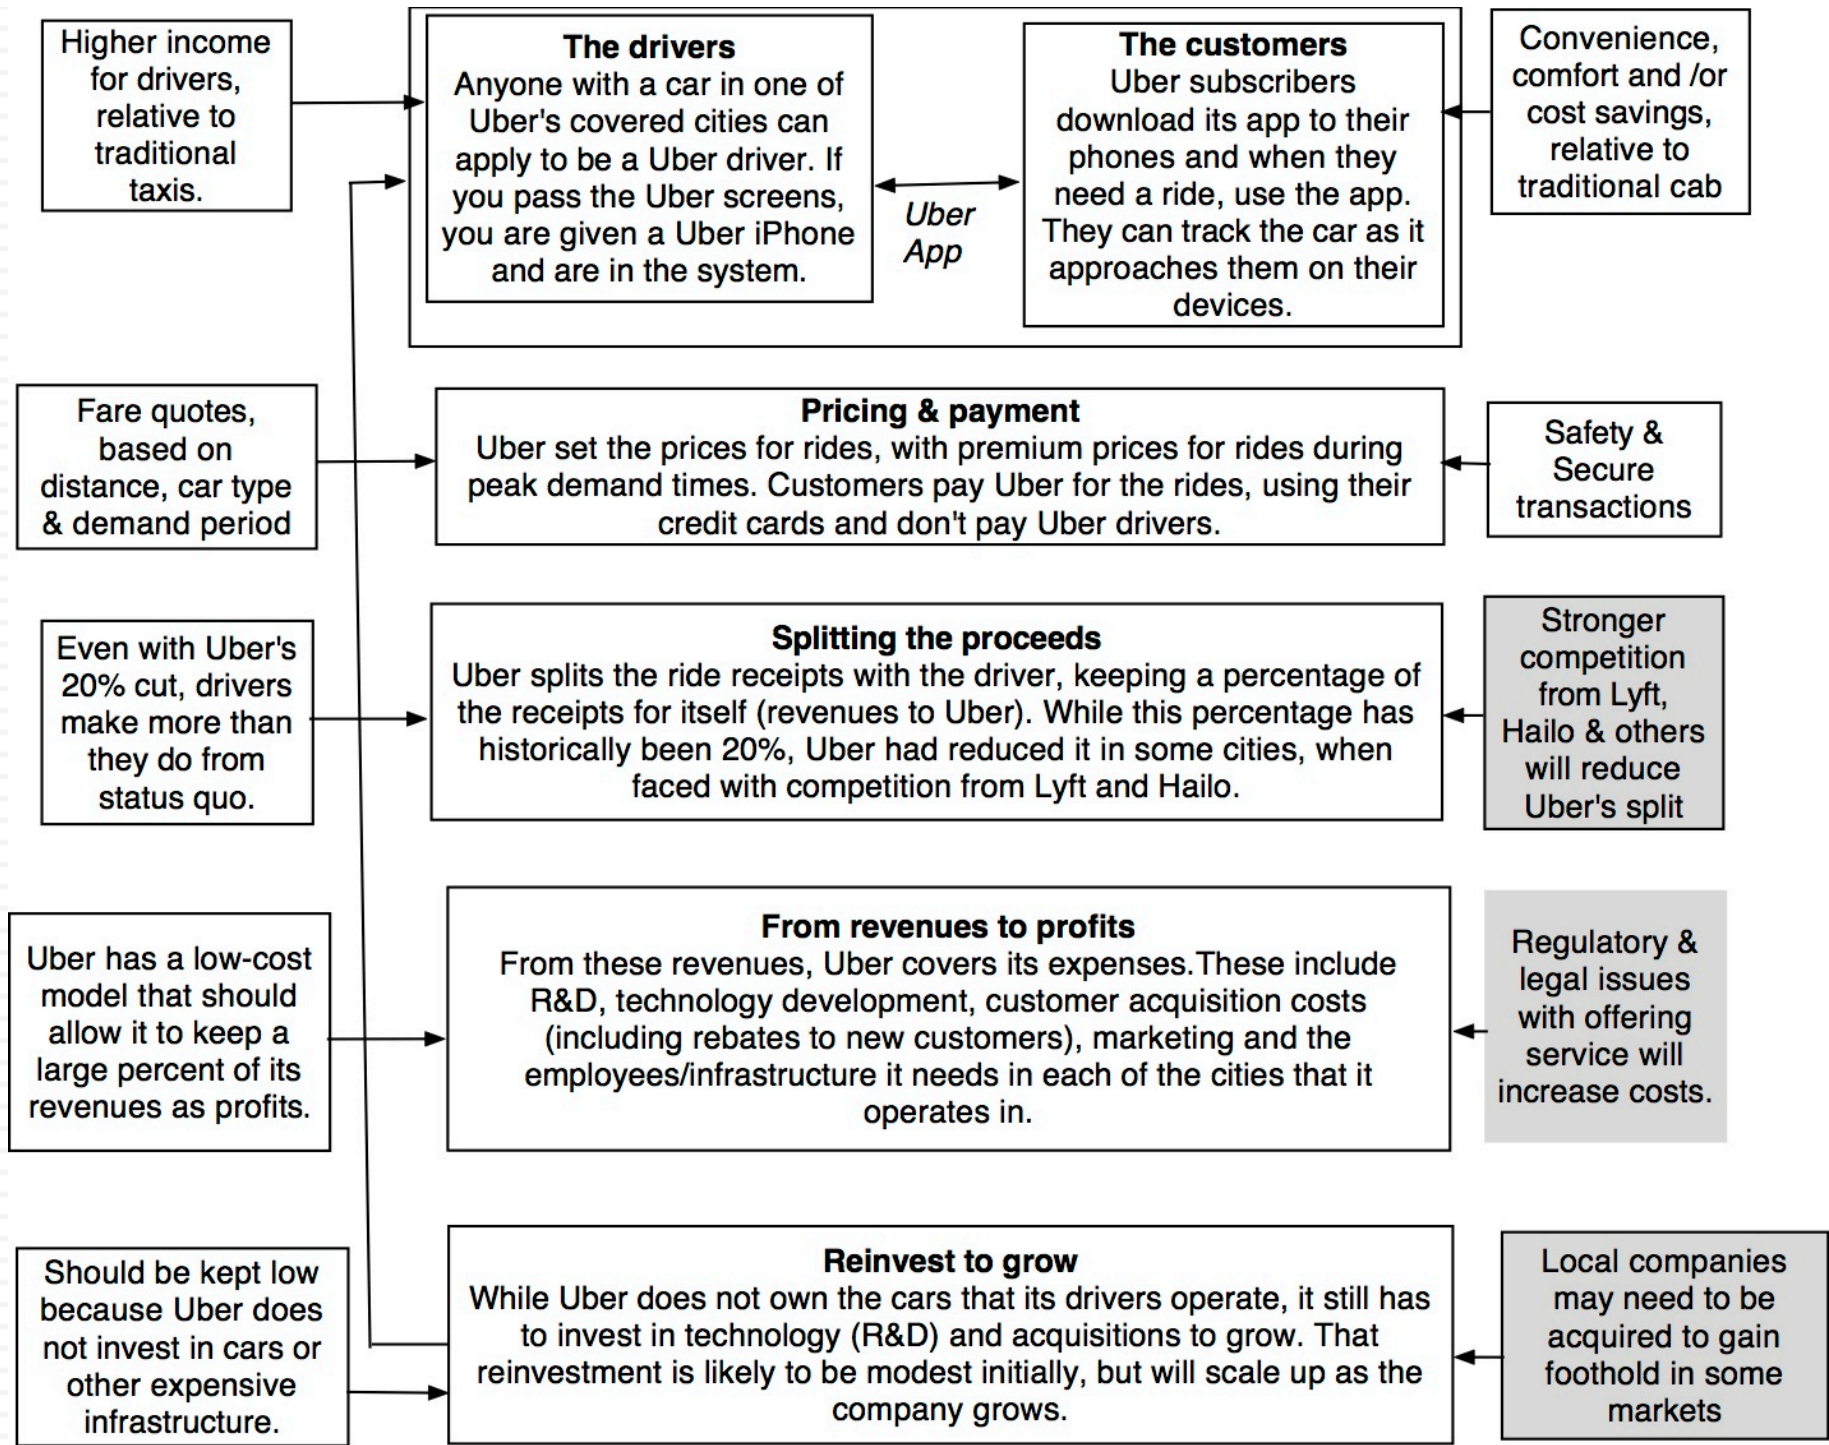 Higher income
for drivers,
relative to
traditional
taxis.
The drivers
Anyone with a car in one of
Uber's covered cities can
apply to be a Uber driver. If
you pass the Uber screens,
you are given a Uber iPhone
and are in the system.
Uber
App
The customers
Uber subscribers
download its app to their
phones and when they
need a ride, use the app.
They can track the car as it
approaches them on their
devices.
Convenience,
comfort and /or
cost savings,
relative to
traditional cab
Fare quotes,
based on
distance, car type
& demand period
Pricing & payment
Uber set the prices for rides, with premium prices for rides during
peak demand times. Customers pay Uber for the rides, using their
credit cards and don't pay Uber drivers.
Safety &
Secure
transactions
Even with Uber's
20% cut, drivers
make more than
they do from
status quo.
Splitting the proceeds
Uber splits the ride receipts with the driver, keeping a percentage of
the receipts for itself (revenues to Uber). While this percentage has
historically been 20%, Uber had reduced it in some cities, when
faced with competition from Lyft and Hailo.
Stronger
competition
from Lyft,
Hailo & others
will reduce
Uber's split
Uber has a low-cost
model that should
allow it to keep a
large percent of its
revenues as profits.
From revenues to profits
From these revenues, Uber covers its expenses.These include
R&D, technology development, customer acquisition costs
(including rebates to new customers), marketing and the
employees/infrastructure it needs in each of the cities that it
operates in.
Regulatory &
legal issues
with offering
service will
increase costs.
Should be kept low
because Uber does
not invest in cars or
other expensive
infrastructure.
Reinvest to grow
While Uber does not own the cars that its drivers operate, it still has
to invest in technology (R&D) and acquisitions to grow. That
reinvestment is likely to be modest initially, but will scale up as the
company grows.
Local companies
may need to be
acquired to gain
foothold in some
markets